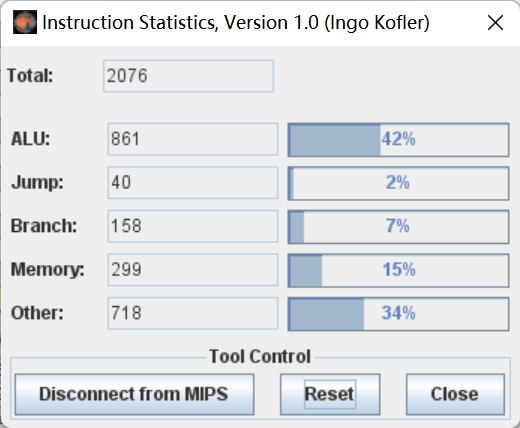 Instruction Statistics, Version 1.0 (Ingo Kofler)
Total: 2076
ALU: 861 42%
Jump: 40 2%
Branch: 158 7%
Memory: 299 15%
Other: 718 34%
Tool Control
Disconnect from MIPS Reset Close